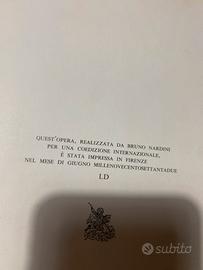 QUEST'OPERA, REALIZZATA DA BRUNO NARDINI
PER UNA COEDIZIONE INTERNAZIONALE,
È STATA IMPRESSA IN FIRENZE
NEL MESE DI GIUGNO MILLENOVECENTOSETTANTADUE
I.D
subito